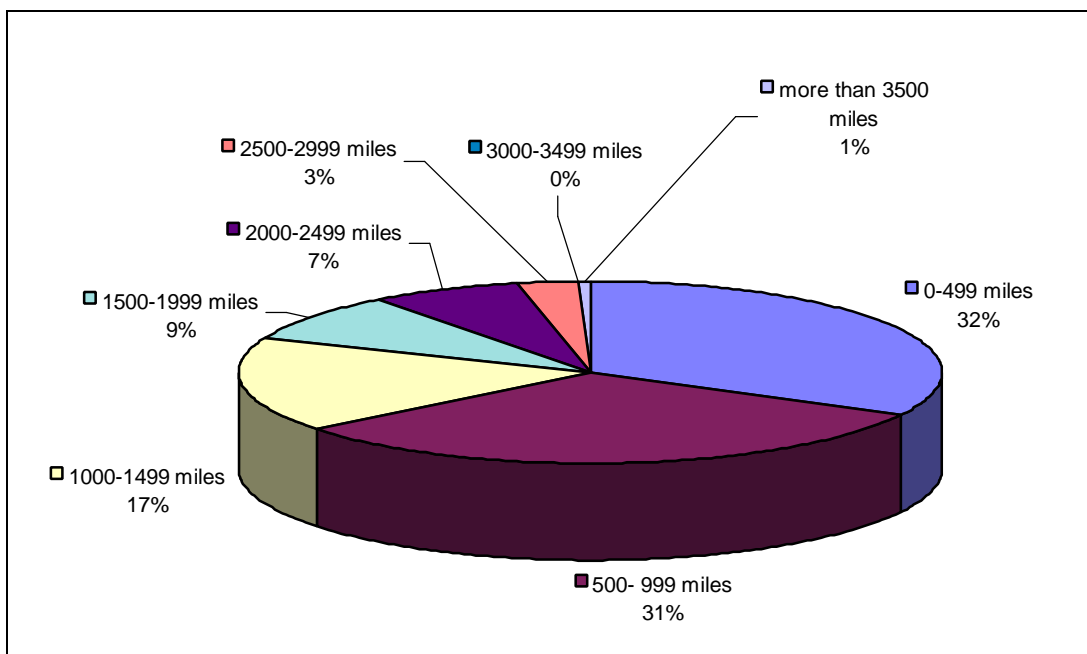 more than 3500
miles
1%
2500-2999 miles
3%
3000-3499 miles
0%
2000-2499 miles
7%
1500-1999 miles
9%
0-499 miles
32%
1000-1499 miles
17%
500- 999 miles
31%